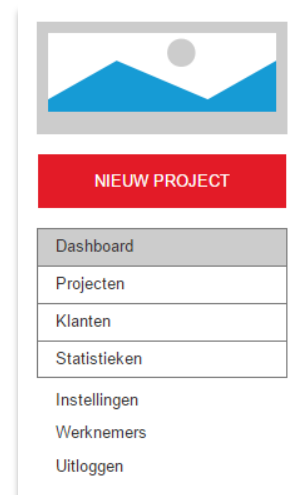 NIEUW PROJECT
Dashboard
Projecten
Klanten
Statistieken
Instellingen
Werknemers
Uitloggen